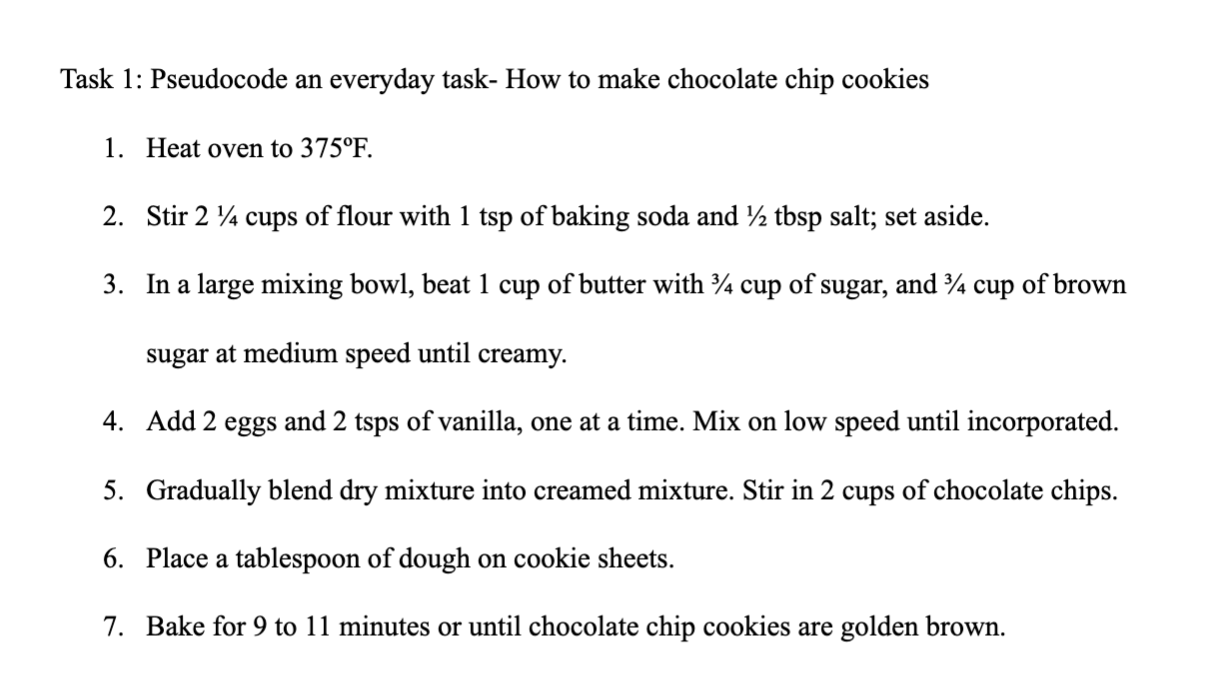 Task 1: Pseudocode an everyday task- How to make chocolate chip cookies
1. Heat oven to 375ºF.
2. Stir 2 ¼ cups of flour with 1 tsp of baking soda and ½ tbsp salt; set aside.
3. In a large mixing bowl, beat 1 cup of butter with ¾ cup of sugar, and ¾ cup of brown
sugar at medium speed until creamy.
4. Add 2 eggs and 2 tsps of vanilla, one at a time. Mix on low speed until incorporated.
5. Gradually blend dry mixture into creamed mixture. Stir in 2 cups of chocolate chips.
6. Place a tablespoon of dough on cookie sheets.
7. Bake for 9 to 11 minutes or until chocolate chip cookies are golden brown.